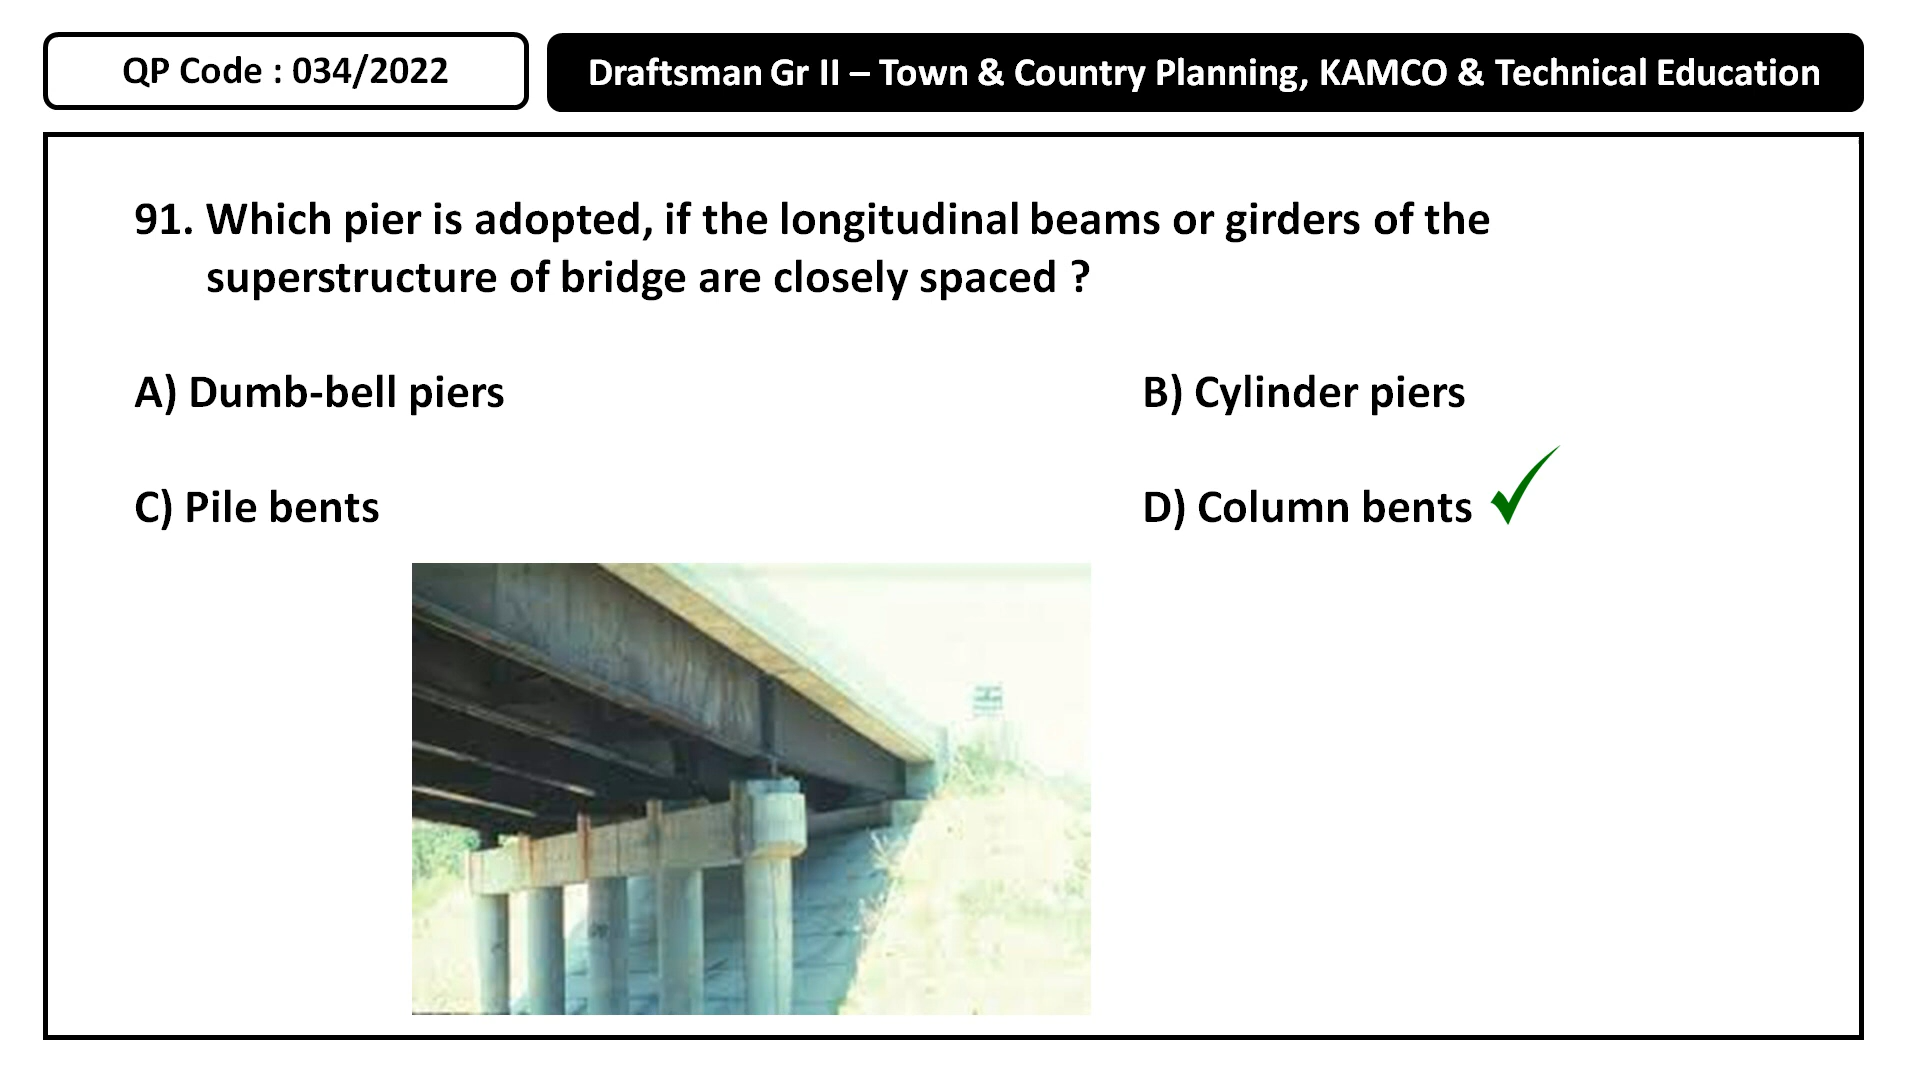 QP Code : 034/2022
Draftsman Gr II – Town & Country Planning, KAMCO & Technical Education
91. Which pier is adopted, if the longitudinal beams or girders of the
superstructure of bridge are closely spaced ?
A) Dumb-bell piers
B) Cylinder piers
C) Pile bents
D) Column bents